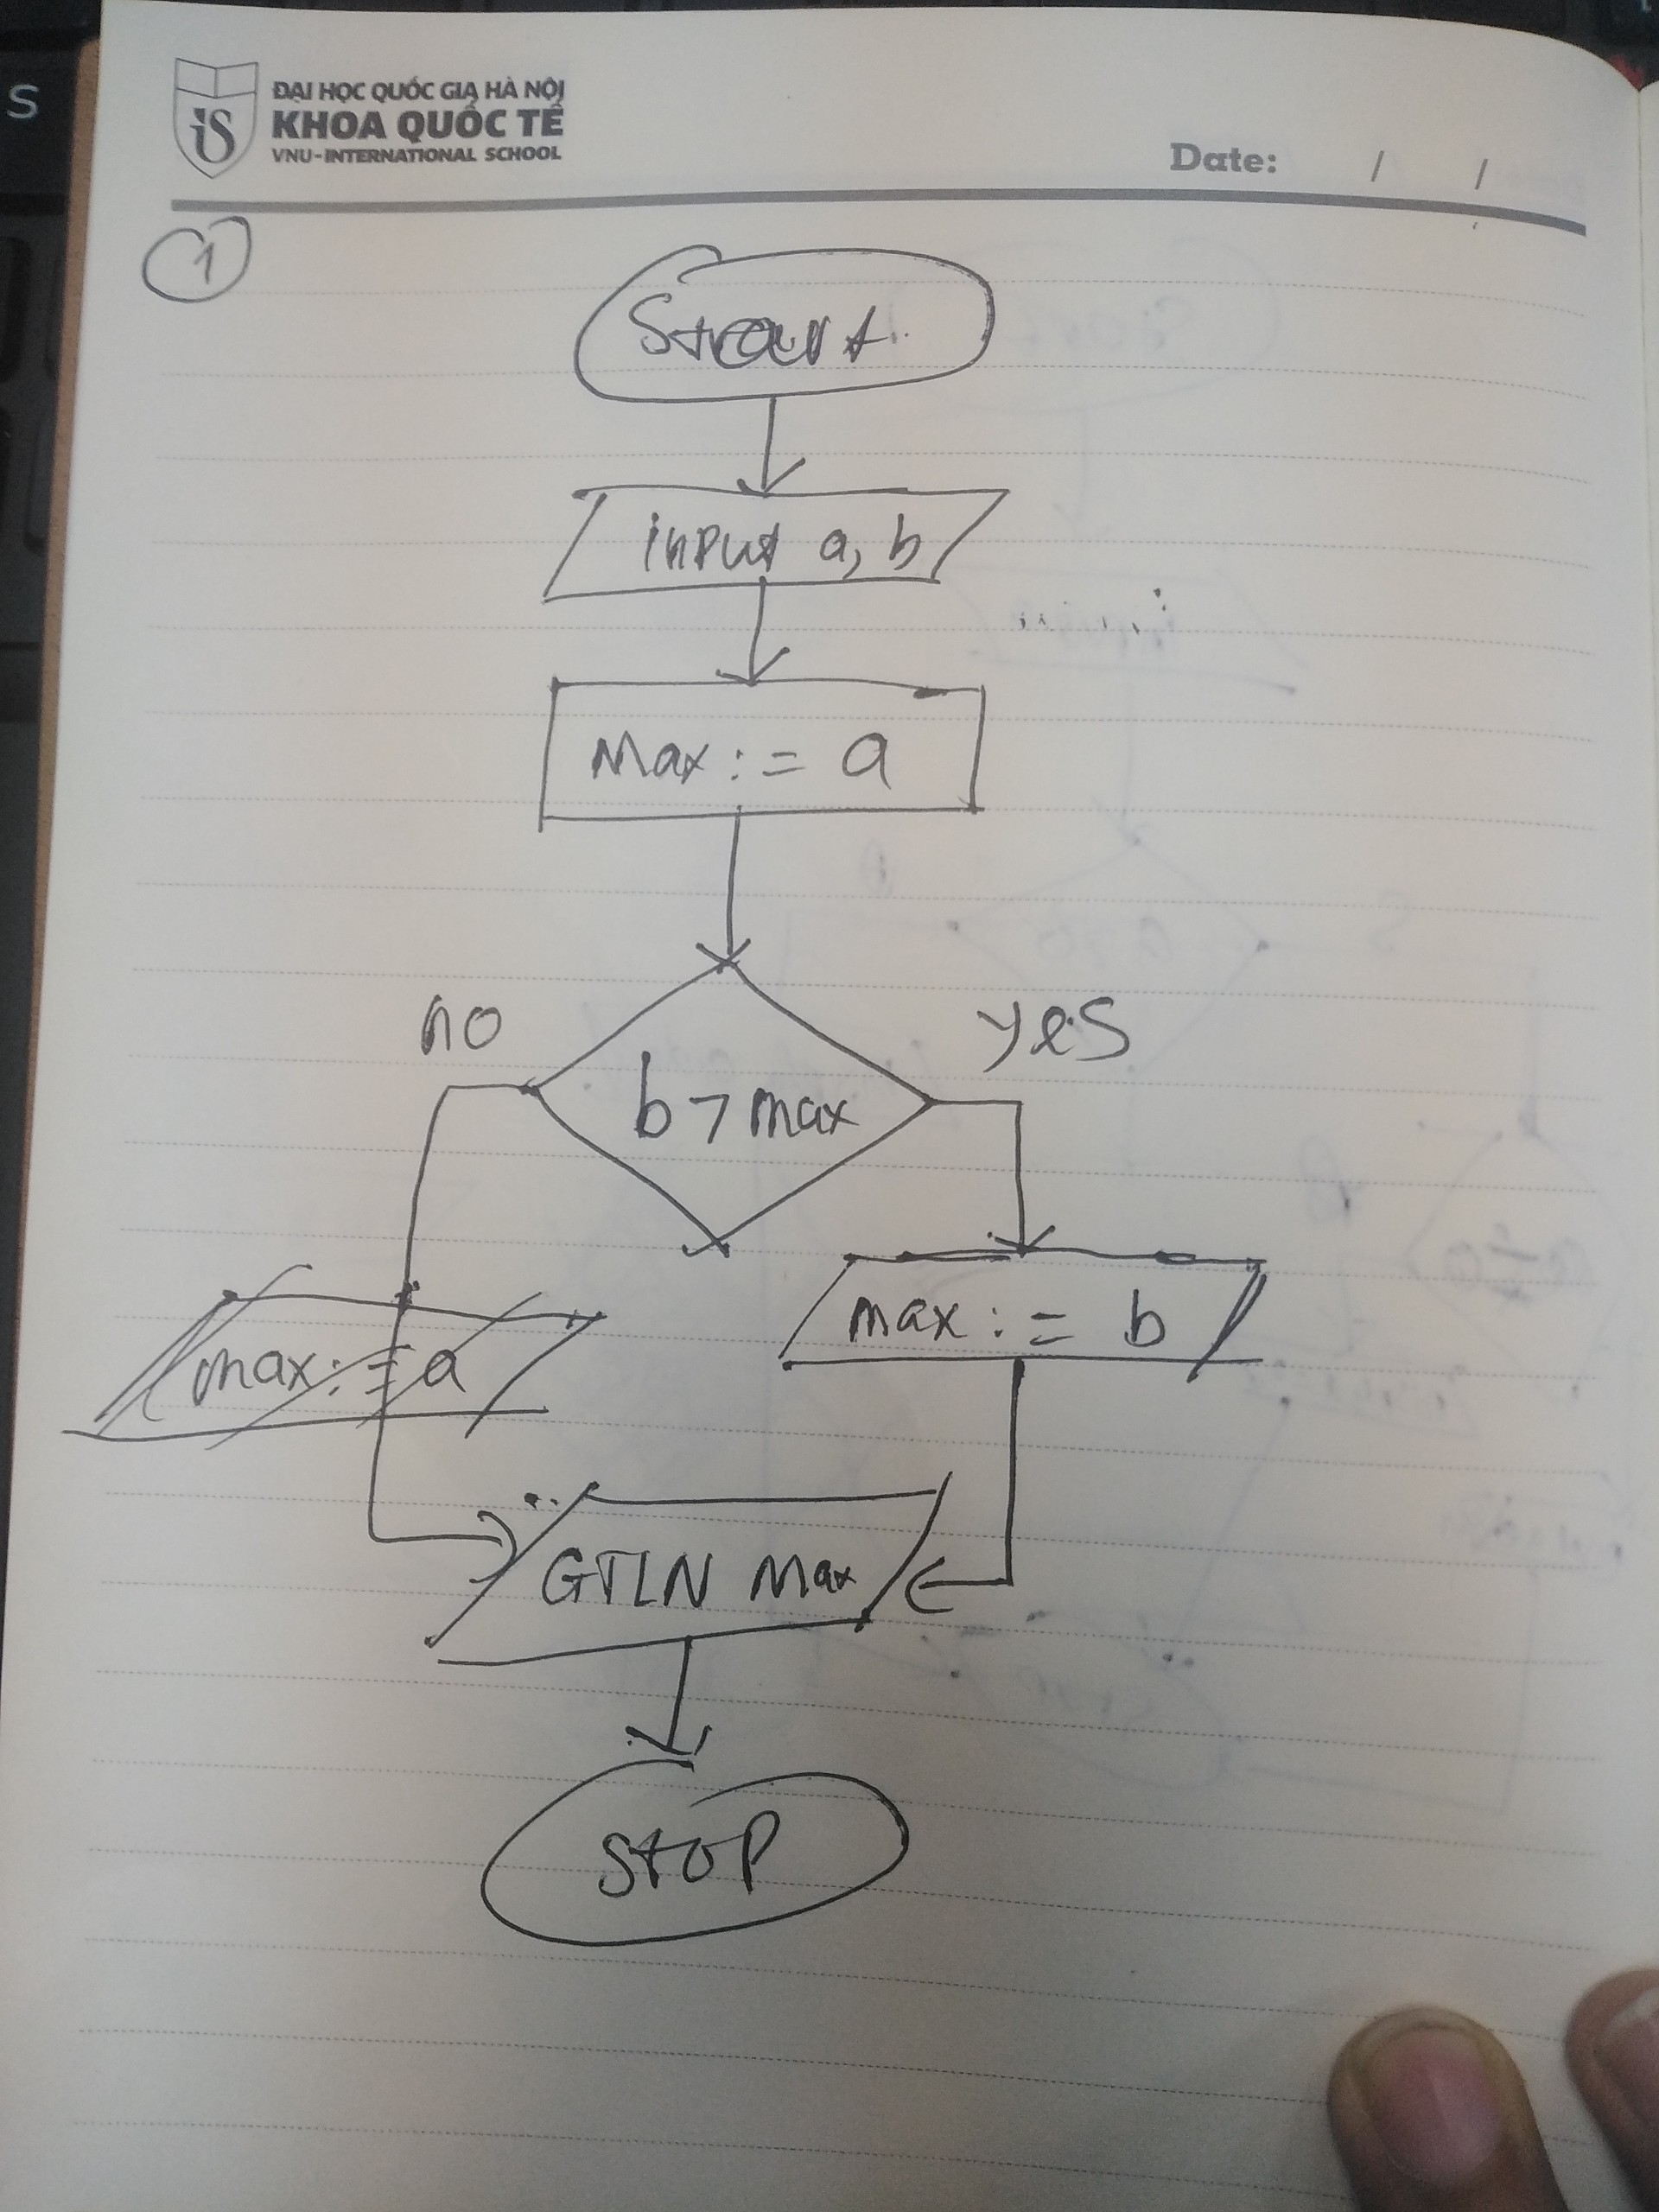 S
ĐẠI HỌC QUỐC GIA HÀ NỘI
KHOA QUỐC TẾ
VNU-INTERNATIONAL SCHOOL
iS
Date: / /
1
Start
input a, b
Max := a
no
yes
b > max
max := a
max := b
GTLN Max
Stop